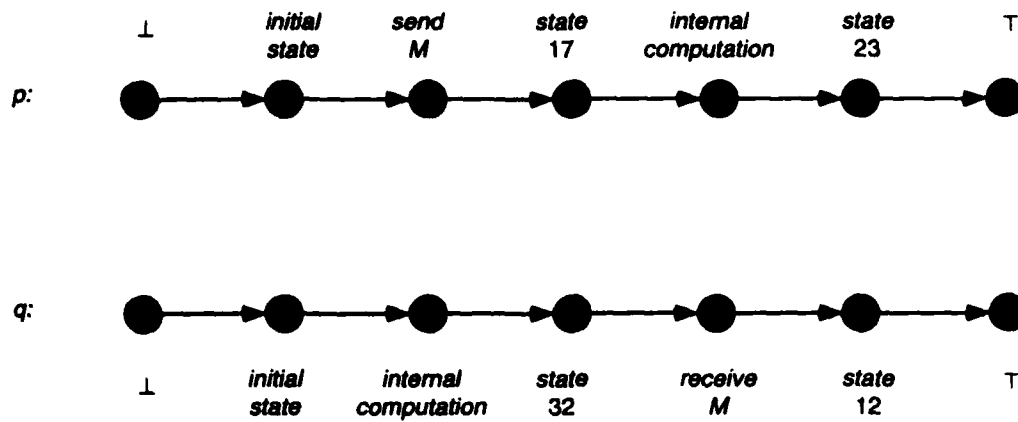 ⊥ initial send state internal state ⊤
state M 17 computation 23
p:
q:
⊥ initial internal state receive state ⊤
state computation 32 M 12